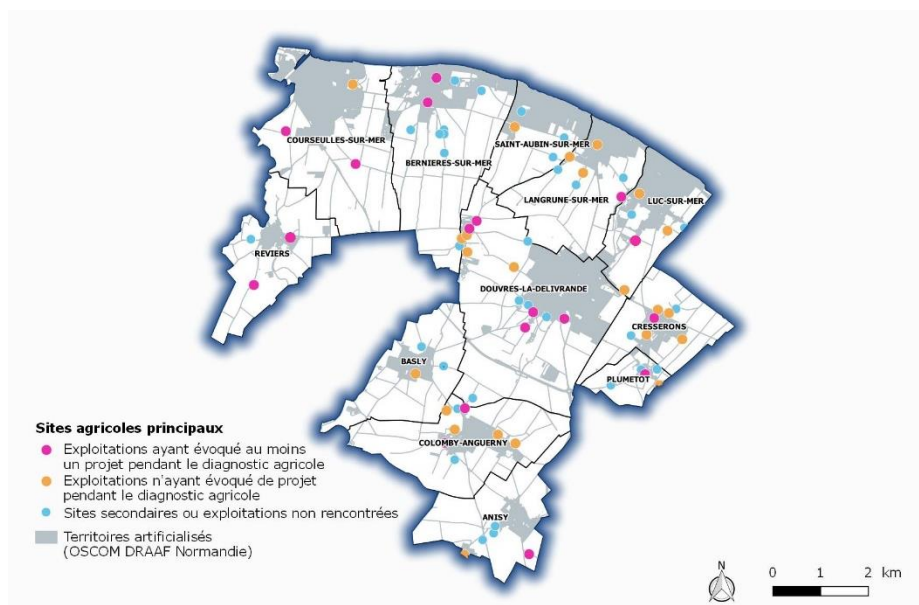 COURSEULLES-SUR-MER
BERNIERES-SUR-MER
SAINT-AUBIN-SUR-MER
LANGRUNE-SUR-MER
LUC-SUR-MER
REVIERS
DOUVRES-LA-DELIVRANDE
CRESSERONS
BASLY
PLUMETOT
COLOMBY-ANGUERNY
ANISY
Sites agricoles principaux
Exploitations ayant évoqué au moins
un projet pendant le diagnostic agricole
Exploitations n'ayant évoqué de projet
pendant le diagnostic agricole
Sites secondaires ou exploitations non rencontrées
Territoires artificialisés
(OSCOM DRAAF Normandie)
N
0 1 2 km